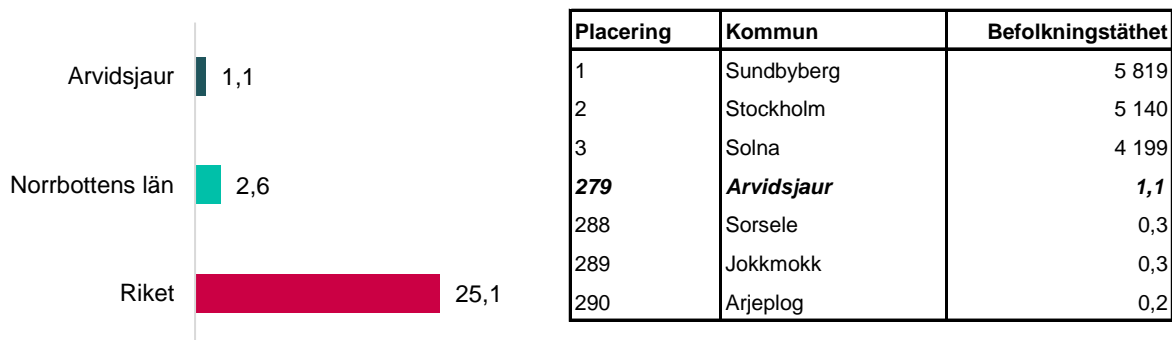 Arvidsjaur 1,1
Norrbottens län 2,6
Riket 25,1
Placering Kommun Befolkningstäthet
1 Sundbyberg 5 819
2 Stockholm 5 140
3 Solna 4 199
279 Arvidsjaur 1,1
288 Sorsele 0,3
289 Jokkmokk 0,3
290 Arjeplog 0,2